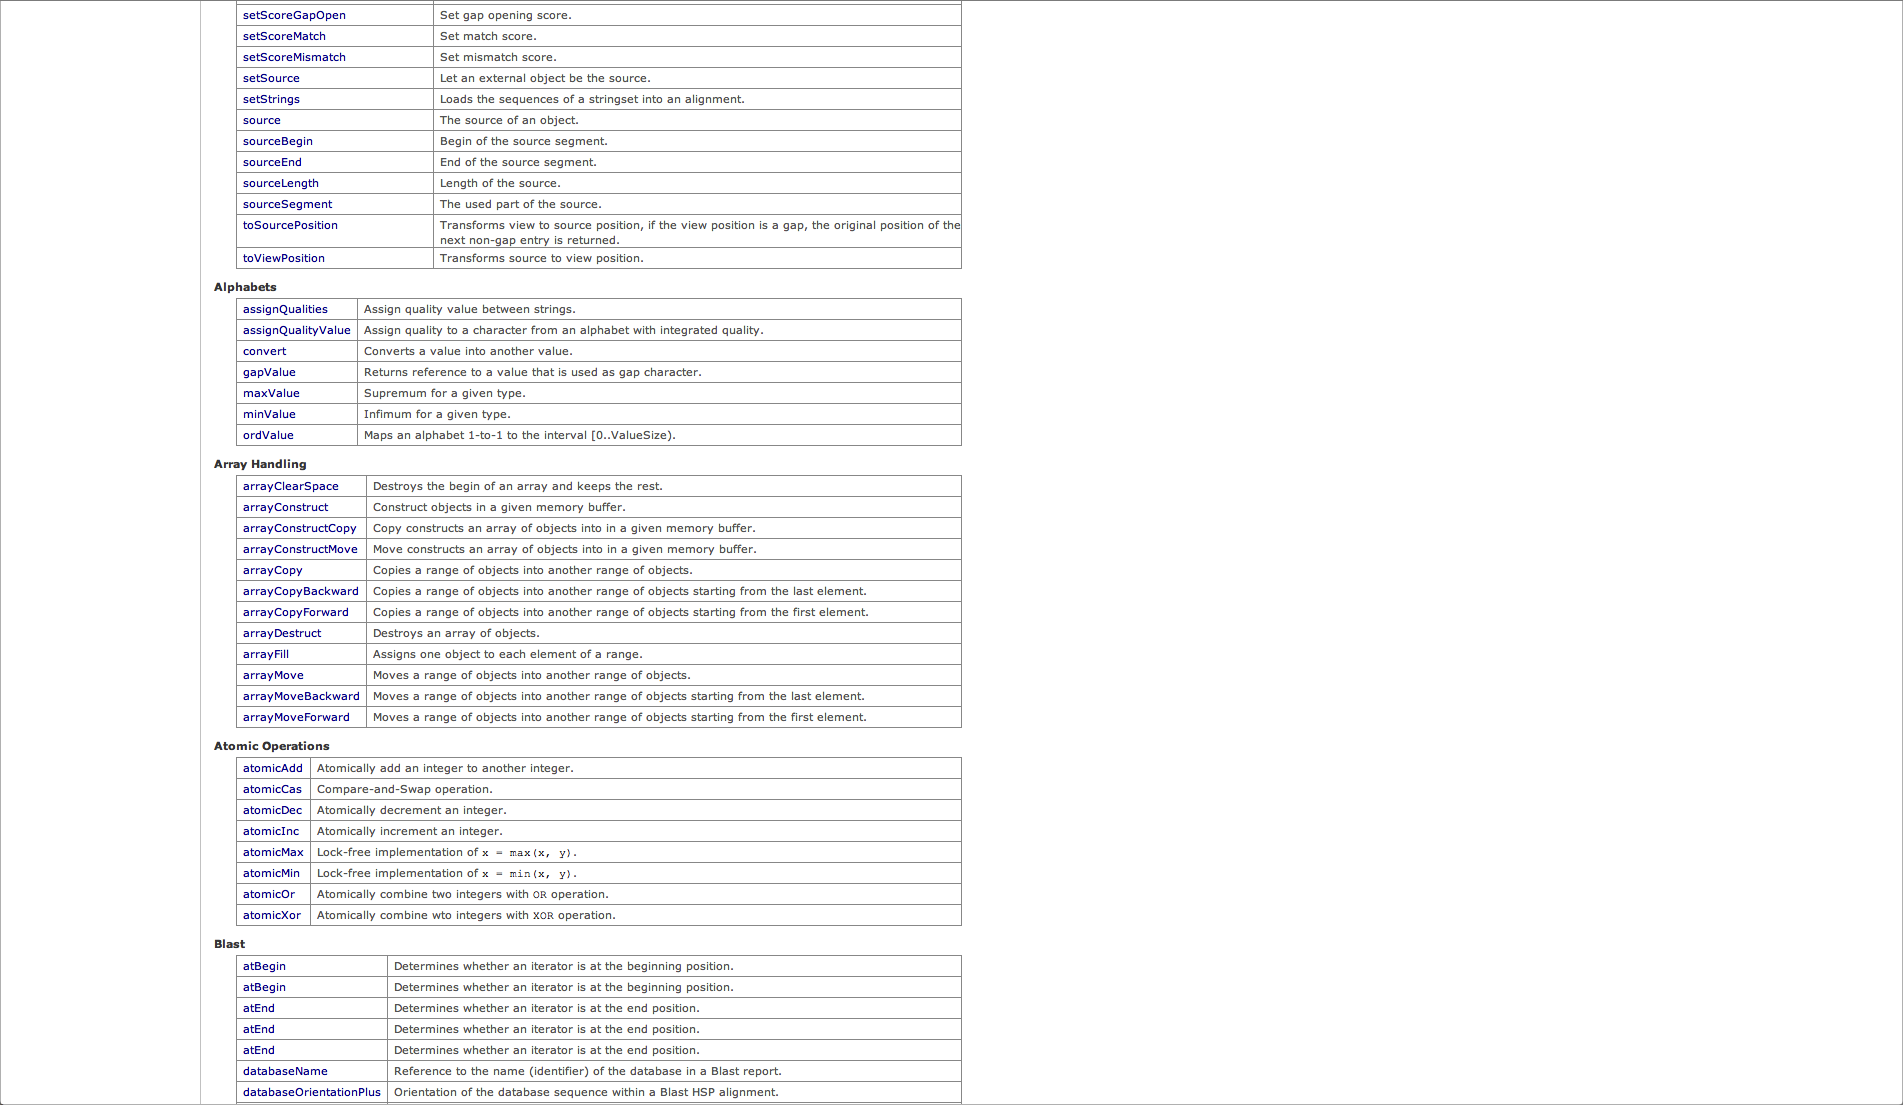 setScoreGapOpen Set gap opening score.
setScoreMatch Set match score.
setScoreMismatch Set mismatch score.
setSource Let an external object be the source.
setStrings Loads the sequences of a stringset into an alignment.
source The source of an object.
sourceBegin Begin of the source segment.
sourceEnd End of the source segment.
sourceLength Length of the source.
sourceSegment The used part of the source.
toSourcePosition Transforms view to source position, if the view position is a gap, the original position of the
next non-gap entry is returned.
toViewPosition Transforms source to view position.
Alphabets
assignQualities Assign quality value between strings.
assignQualityValue Assign quality to a character from an alphabet with integrated quality.
convert Converts a value into another value.
gapValue Returns reference to a value that is used as gap character.
maxValue Supremum for a given type.
minValue Infimum for a given type.
ordValue Maps an alphabet 1-to-1 to the interval [0..ValueSize).
Array Handling
arrayClearSpace Destroys the begin of an array and keeps the rest.
arrayConstruct Construct objects in a given memory buffer.
arrayConstructCopy Copy constructs an array of objects into in a given memory buffer.
arrayConstructMove Move constructs an array of objects into in a given memory buffer.
arrayCopy Copies a range of objects into another range of objects.
arrayCopyBackward Copies a range of objects into another range of objects starting from the last element.
arrayCopyForward Copies a range of objects into another range of objects starting from the first element.
arrayDestruct Destroys an array of objects.
arrayFill Assigns one object to each element of a range.
arrayMove Moves a range of objects into another range of objects.
arrayMoveBackward Moves a range of objects into another range of objects starting from the last element.
arrayMoveForward Moves a range of objects into another range of objects starting from the first element.
Atomic Operations
atomicAdd Atomically add an integer to another integer.
atomicCas Compare-and-Swap operation.
atomicDec Atomically decrement an integer.
atomicInc Atomically increment an integer.
atomicMax Lock-free implementation of x = max(x, y).
atomicMin Lock-free implementation of x = min(x, y).
atomicOr Atomically combine two integers with OR operation.
atomicXor Atomically combine wto integers with XOR operation.
Blast
atBegin Determines whether an iterator is at the beginning position.
atBegin Determines whether an iterator is at the beginning position.
atEnd Determines whether an iterator is at the end position.
atEnd Determines whether an iterator is at the end position.
atEnd Determines whether an iterator is at the end position.
databaseName Reference to the name (identifier) of the database in a Blast report.
databaseOrientationPlus Orientation of the database sequence within a Blast HSP alignment.